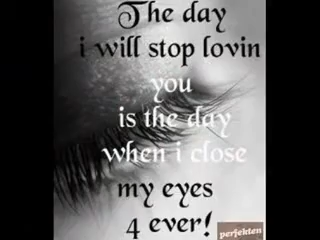 The day
i will stop lovin
you
is the day
when i close
my eyes
4 ever!
perfekten